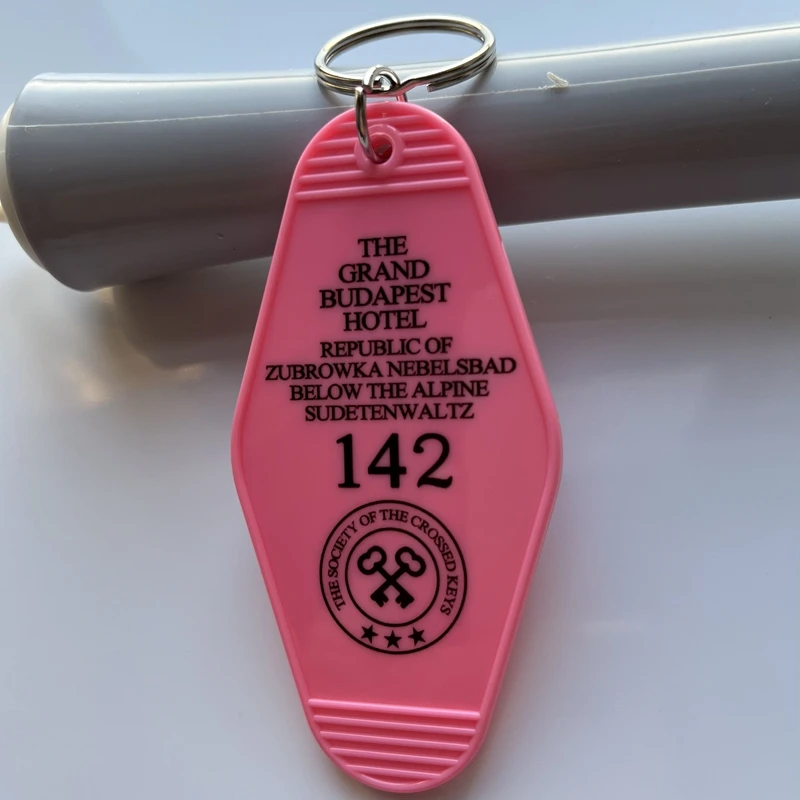 THE
GRAND
BUDAPEST
HOTEL
REPUBLIC OF
ZUBROWKA NEBELSBAD
BELOW THE ALPINE
SUDETENWALTZ
142
THE SOCIETY OF THE CROSSED KEYS